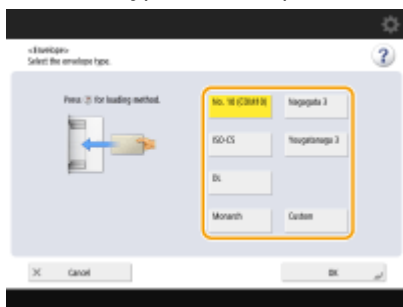 <Envelope>
Select the envelope type.
?
Press ? for loading method.
No. 10 (COM10)
Nagagata 3
ISO-C5
Yougatanaga 3
DL
Monarch
Custom
× Cancel
OK